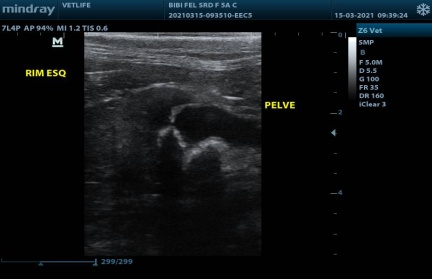 mindray VETLIFE BIBI FEL SRD F 5A C
20210315-093510-EEC5 15-03-2021 09:39:24
7L4P AP 94% MI 1.2 TIS 0.6
Z6 Vet
M
SMP
B
RIM ESQ
F 5.0M
D 5.5
G 100
FR 35
DR 160
iClear 3
PELVE
0
2
4
299/299